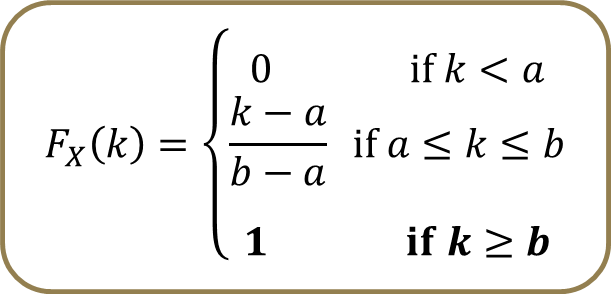 0 if k < a
F_X(k) = { (k − a)/(b − a) if a ≤ k ≤ b
1 if k ≥ b